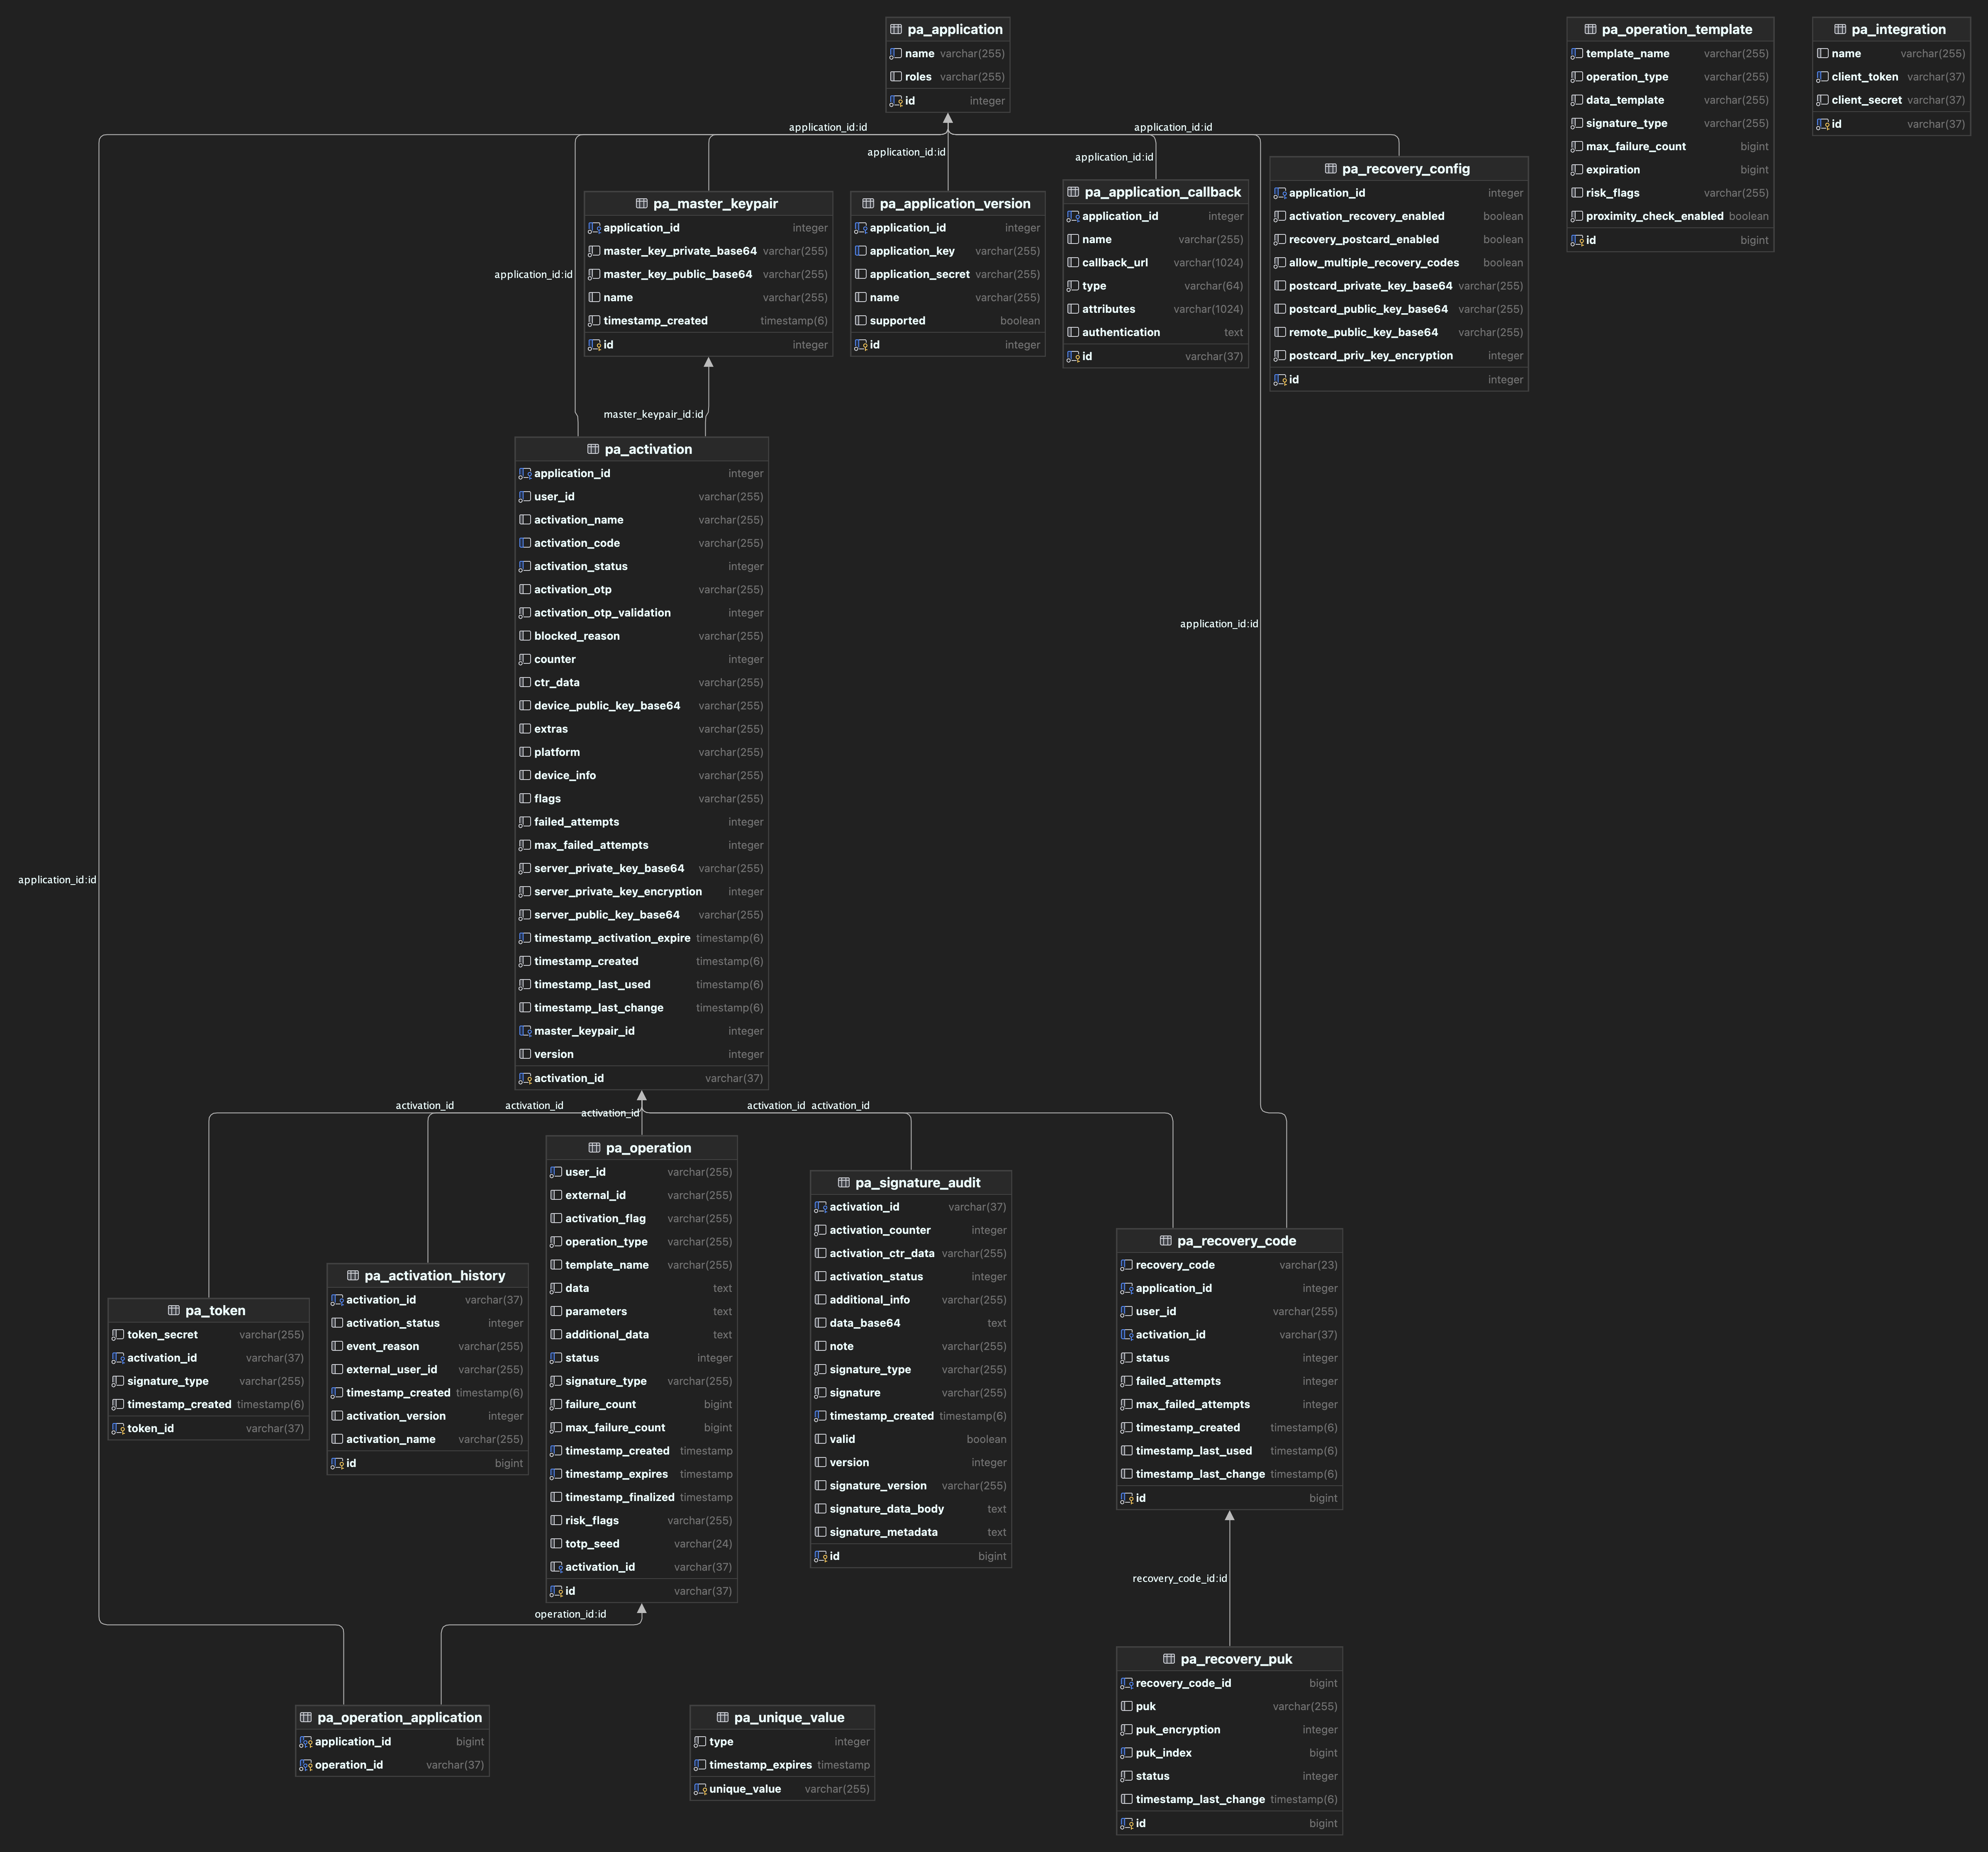 pa_application
name varchar(255)
roles varchar(255)
id integer
pa_operation_template
template_name varchar(255)
operation_type varchar(255)
data_template varchar(255)
signature_type varchar(255)
max_failure_count bigint
expiration bigint
risk_flags varchar(255)
proximity_check_enabled boolean
id bigint
pa_integration
name varchar(255)
client_token varchar(37)
client_secret varchar(37)
id varchar(37)
application_id:id
application_id:id
application_id:id
application_id:id
pa_master_keypair
application_id integer
master_key_private_base64 varchar(255)
master_key_public_base64 varchar(255)
name varchar(255)
timestamp_created timestamp(6)
id integer
pa_application_version
application_id integer
application_key varchar(255)
application_secret varchar(255)
name varchar(255)
supported boolean
id integer
pa_application_callback
application_id integer
name varchar(255)
callback_url varchar(1024)
type varchar(64)
attributes varchar(1024)
authentication text
id varchar(37)
pa_recovery_config
application_id integer
activation_recovery_enabled boolean
recovery_postcard_enabled boolean
allow_multiple_recovery_codes boolean
postcard_private_key_base64 varchar(255)
postcard_public_key_base64 varchar(255)
remote_public_key_base64 varchar(255)
postcard_priv_key_encryption integer
id integer
application_id:id
master_keypair_id:id
pa_activation
application_id integer
user_id varchar(255)
activation_name varchar(255)
activation_code varchar(255)
activation_status integer
activation_otp varchar(255)
activation_otp_validation integer
blocked_reason varchar(255)
counter integer
ctr_data varchar(255)
device_public_key_base64 varchar(255)
extras varchar(255)
platform varchar(255)
device_info varchar(255)
flags varchar(255)
failed_attempts integer
max_failed_attempts integer
server_private_key_base64 varchar(255)
server_private_key_encryption integer
server_public_key_base64 varchar(255)
timestamp_activation_expire timestamp(6)
timestamp_created timestamp(6)
timestamp_last_used timestamp(6)
timestamp_last_change timestamp(6)
master_keypair_id integer
version integer
activation_id varchar(37)
application_id:id
application_id:id
activation_id
activation_id
activation_id
activation_id
activation_id
pa_token
token_secret varchar(255)
activation_id varchar(37)
signature_type varchar(255)
timestamp_created timestamp(6)
token_id varchar(37)
pa_activation_history
activation_id varchar(37)
activation_status integer
event_reason varchar(255)
external_user_id varchar(255)
timestamp_created timestamp(6)
activation_version integer
activation_name varchar(255)
id bigint
pa_operation
user_id varchar(255)
external_id varchar(255)
activation_flag varchar(255)
operation_type varchar(255)
template_name varchar(255)
data text
parameters text
additional_data text
status integer
signature_type varchar(255)
failure_count bigint
max_failure_count bigint
timestamp_created timestamp
timestamp_expires timestamp
timestamp_finalized timestamp
risk_flags varchar(255)
totp_seed varchar(24)
activation_id varchar(37)
id varchar(37)
pa_signature_audit
activation_id varchar(37)
activation_counter integer
activation_ctr_data varchar(255)
activation_status integer
additional_info varchar(255)
data_base64 text
note varchar(255)
signature_type varchar(255)
signature varchar(255)
timestamp_created timestamp(6)
valid boolean
version integer
signature_version varchar(255)
signature_data_body text
signature_metadata text
id bigint
pa_recovery_code
recovery_code varchar(23)
application_id integer
user_id varchar(255)
activation_id varchar(37)
status integer
failed_attempts integer
max_failed_attempts integer
timestamp_created timestamp(6)
timestamp_last_used timestamp(6)
timestamp_last_change timestamp(6)
id bigint
operation_id:id
recovery_code_id:id
pa_operation_application
application_id bigint
operation_id varchar(37)
pa_unique_value
type integer
timestamp_expires timestamp
unique_value varchar(255)
pa_recovery_puk
recovery_code_id bigint
puk varchar(255)
puk_encryption integer
puk_index bigint
status integer
timestamp_last_change timestamp(6)
id bigint